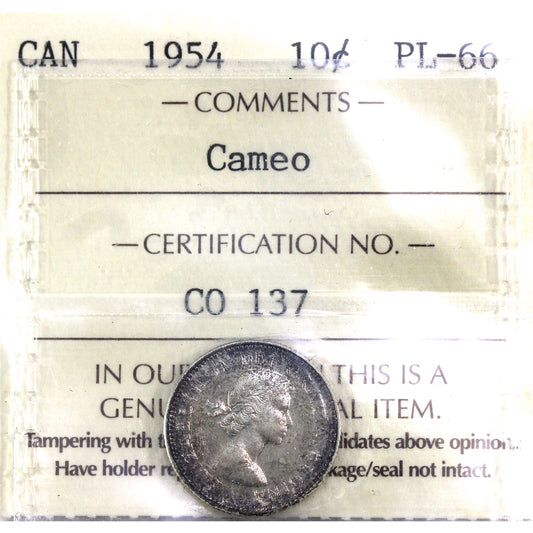 CAN 1954 10¢ PL-66
— COMMENTS —
Cameo
— CERTIFICATION NO. —
CO 137
IN OU THIS IS A
GENU AL ITEM.
Tampering with t idates above opinion.
Have holder re kage/seal not intact.